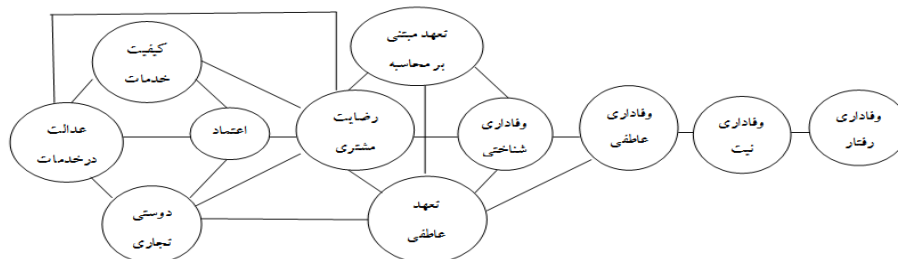 کیفیت
خدمات
تعهد مبتنی
بر محاسبه
عدالت
درخدمات
اعتماد
رضایت
مشتری
وفاداری
شناختی
وفاداری
عاطفی
وفاداری
نیت
وفاداری
رفتار
دوستی
تجاری
تعهد
عاطفی